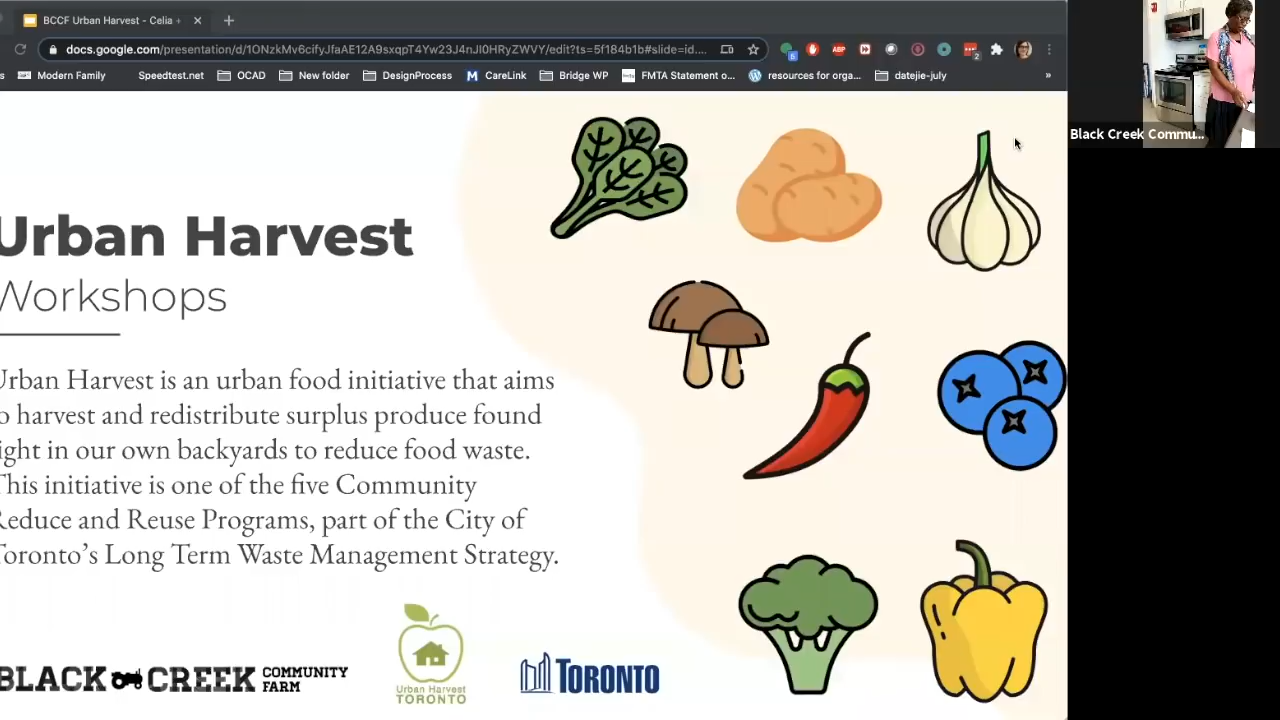 BCCF Urban Harvest - Celia +
docs.google.com/presentation/d/1ONzkMv6cifyJfaAE12A9sxqpT4Yw23J4nJI0HRyZWVY/edit?ts=5f184b1b#slide=id....
ABP
6
2
s Modern Family Speedtest.net OCAD New folder DesignProcess M CareLink Bridge WP FMTA Statement o... resources for orga... datejie-july »
Black Creek Commu...
Urban Harvest
Workshops
Urban Harvest is an urban food initiative that aims
o harvest and redistribute surplus produce found
ight in our own backyards to reduce food waste.
This initiative is one of the five Community
Reduce and Reuse Programs, part of the City of
Toronto’s Long Term Waste Management Strategy.
BLACK CREEK COMMUNITY FARM
Urban Harvest
TORONTO
TORONTO